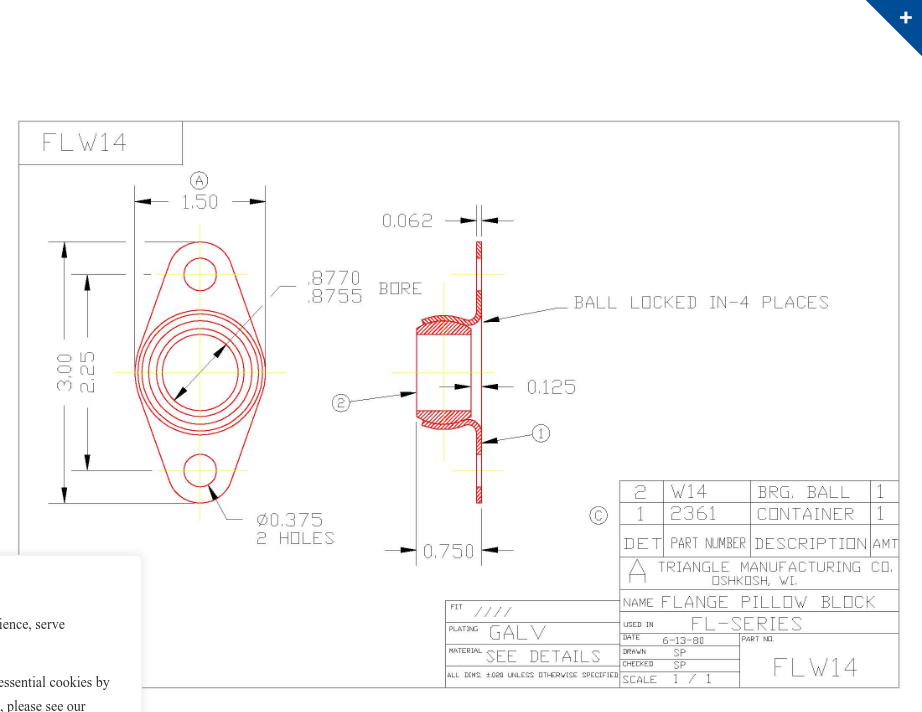 +
FLW14
A
1.50
0.062
.8770
.8755 BORE
BALL LOCKED IN-4 PLACES
3.00
2.25
0.125
2
1
Ø0.375
2 HOLES
0.750
C
2 W14 BRG. BALL 1
1 2361 CONTAINER 1
DET PART NUMBER DESCRIPTION AMT
A TRIANGLE MANUFACTURING CO.
OSHKOSH, WI.
NAME FLANGE PILLOW BLOCK
USED IN FL-SERIES
FIT ////
PLATING GALV
MATERIAL SEE DETAILS
ALL DIMS. ±.020 UNLESS OTHERWISE SPECIFIED
DATE 6-13-80
DRAWN SP
CHECKED SP
SCALE 1 / 1
PART NO.
FLW14
ience, serve
essential cookies by
, please see our